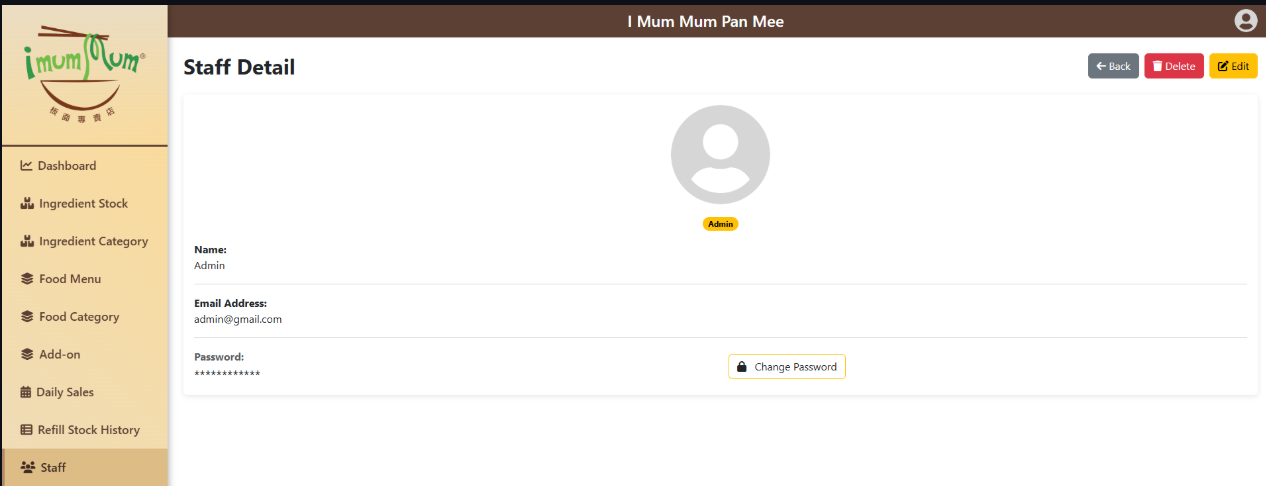 I Mum Mum Pan Mee
imumMum®
板面專賣店
Staff Detail
Back
Delete
Edit
Admin
Name:
Admin
Email Address:
admin@gmail.com
Password:
************
Change Password
Dashboard
Ingredient Stock
Ingredient Category
Food Menu
Food Category
Add-on
Daily Sales
Refill Stock History
Staff